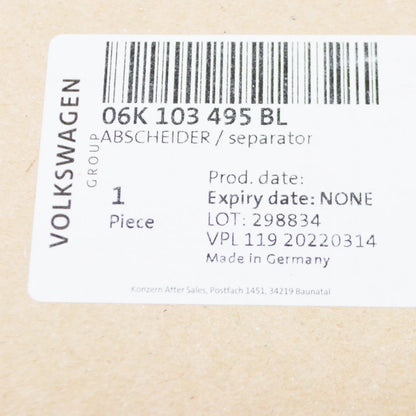 VOLKSWAGEN
GROUP
06K 103 495 BL
ABSCHEIDER / separator
1
Piece
Prod. date:
Expiry date: NONE
LOT: 298834
VPL 119 20220314
Made in Germany
Konzern After Sales, Postfach 1451, 34219 Baunatal